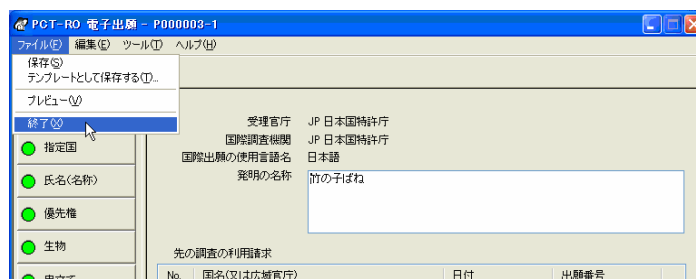 PCT-RO 電子出願 - P000003-1
ファイル(F) 編集(E) ツール(T) ヘルプ(H)
保存(S)
テンプレートとして保存する(T)...
プレビュー(V)
終了(X)
受理官庁 JP 日本国特許庁
国際調査機関 JP 日本国特許庁
国際出願の使用言語名 日本語
発明の名称 竹の子ばね
指定国
氏名(名称)
優先権
生物
申立て
先の調査の利用請求
No. 国名(又は広域官庁) 日付 出願番号